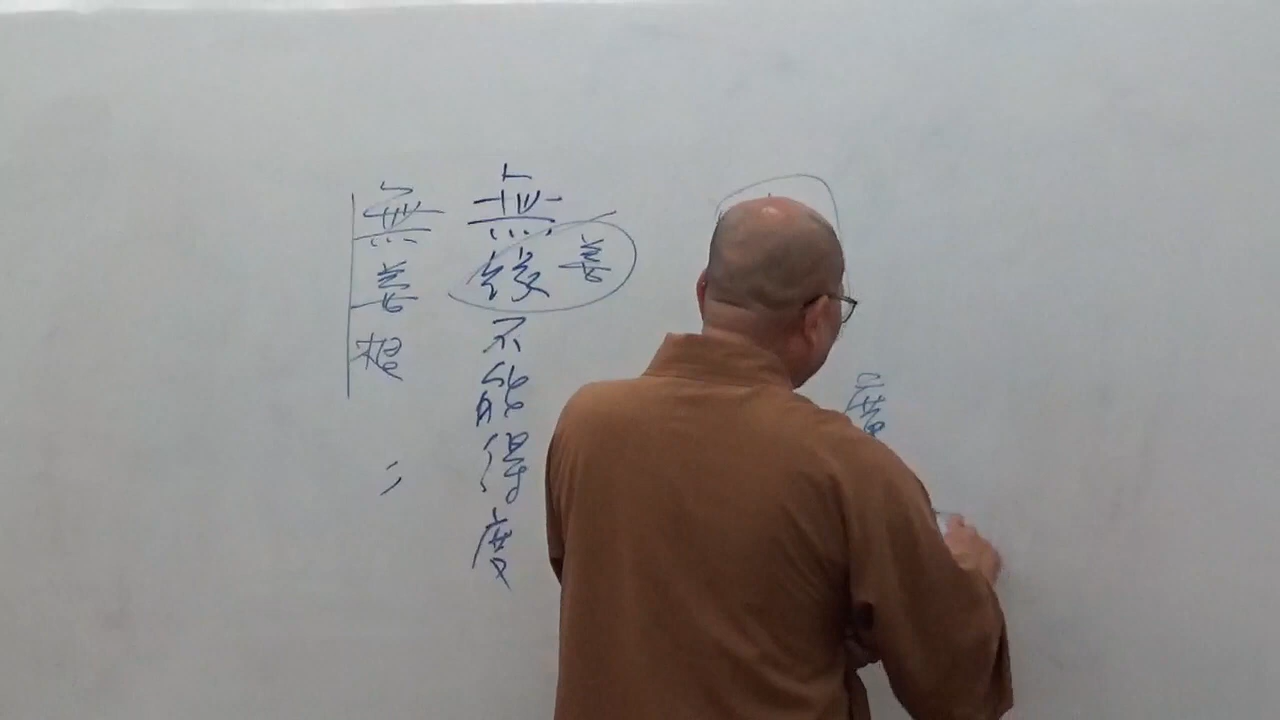 無緣不能得度
善
無善根 〃